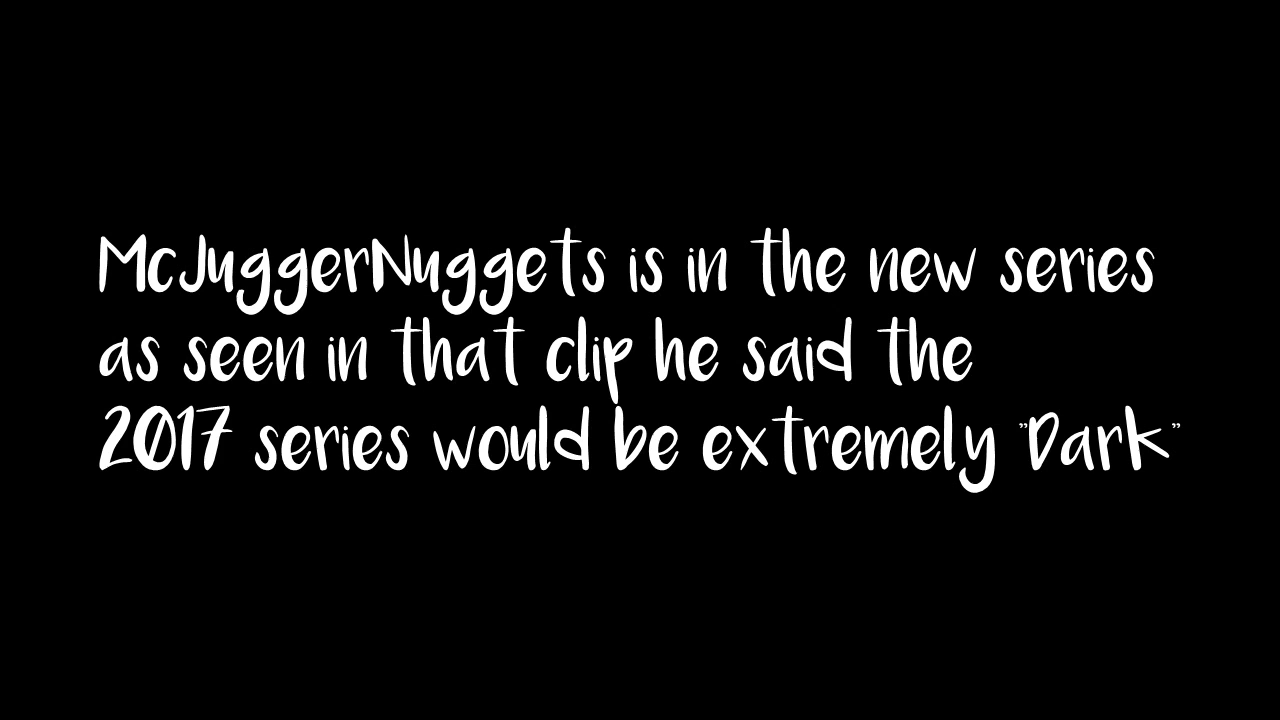 McJuggerNuggets is in the new series
as seen in that clip he said the
2017 series would be extremely "Dark"